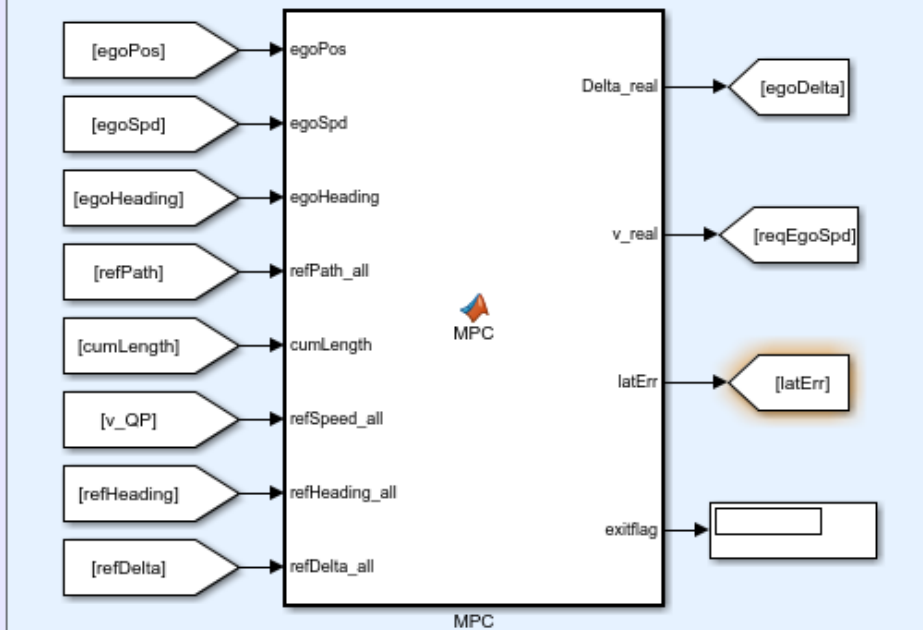 [egoPos]
egoPos
[egoSpd]
egoSpd
[egoHeading]
egoHeading
[refPath]
refPath_all
[cumLength]
cumLength
[v_QP]
refSpeed_all
[refHeading]
refHeading_all
[refDelta]
refDelta_all
MPC
Delta_real
[egoDelta]
v_real
[reqEgoSpd]
latErr
[latErr]
exitflag
MPC